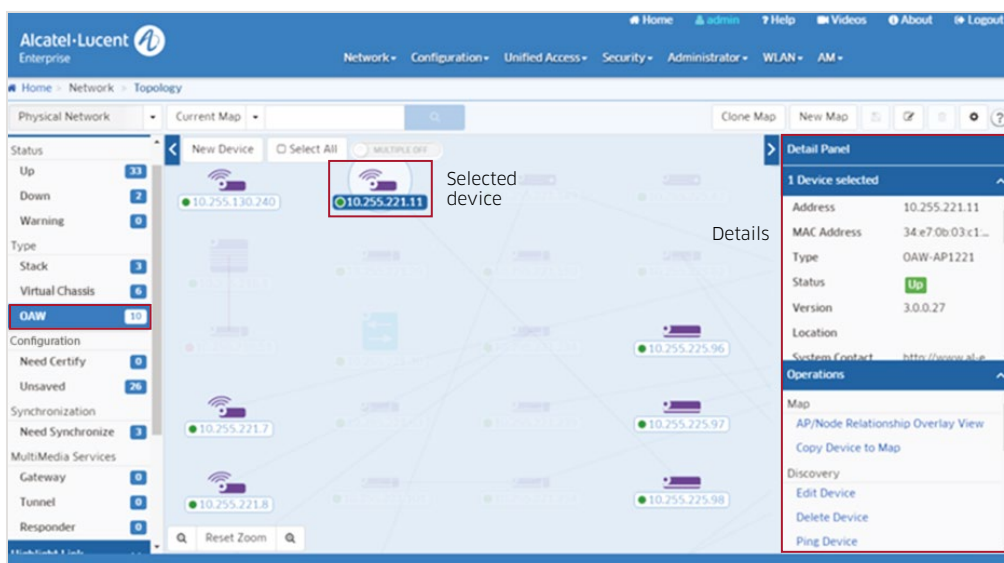 Home admin ? Help Videos About Logout
Alcatel·Lucent
Enterprise
Network Configuration Unified Access Security Administrator WLAN AM
Home > Network > Topology
Physical Network Current Map Clone Map New Map
Status
Up 33
Down 2
Warning 0
Type
Stack 3
Virtual Chassis 6
OAW 10
Configuration
Need Certify 0
Unsaved 26
Synchronization
Need Synchronize 3
MultiMedia Services
Gateway 0
Tunnel 0
Responder 0
Highlight Link
New Device Select All MULTIPLE OFF
10.255.130.240
10.255.221.11
Selected
device
Details
10.255.225.96
10.255.221.7
10.255.225.97
10.255.221.8
10.255.225.98
Reset Zoom
Detail Panel
1 Device selected
Address 10.255.221.11
MAC Address 34:e7:0b:03:c1:...
Type OAW-AP1221
Status Up
Version 3.0.0.27
Location
System Contact http://www.al-e
Operations
Map
AP/Node Relationship Overlay View
Copy Device to Map
Discovery
Edit Device
Delete Device
Ping Device